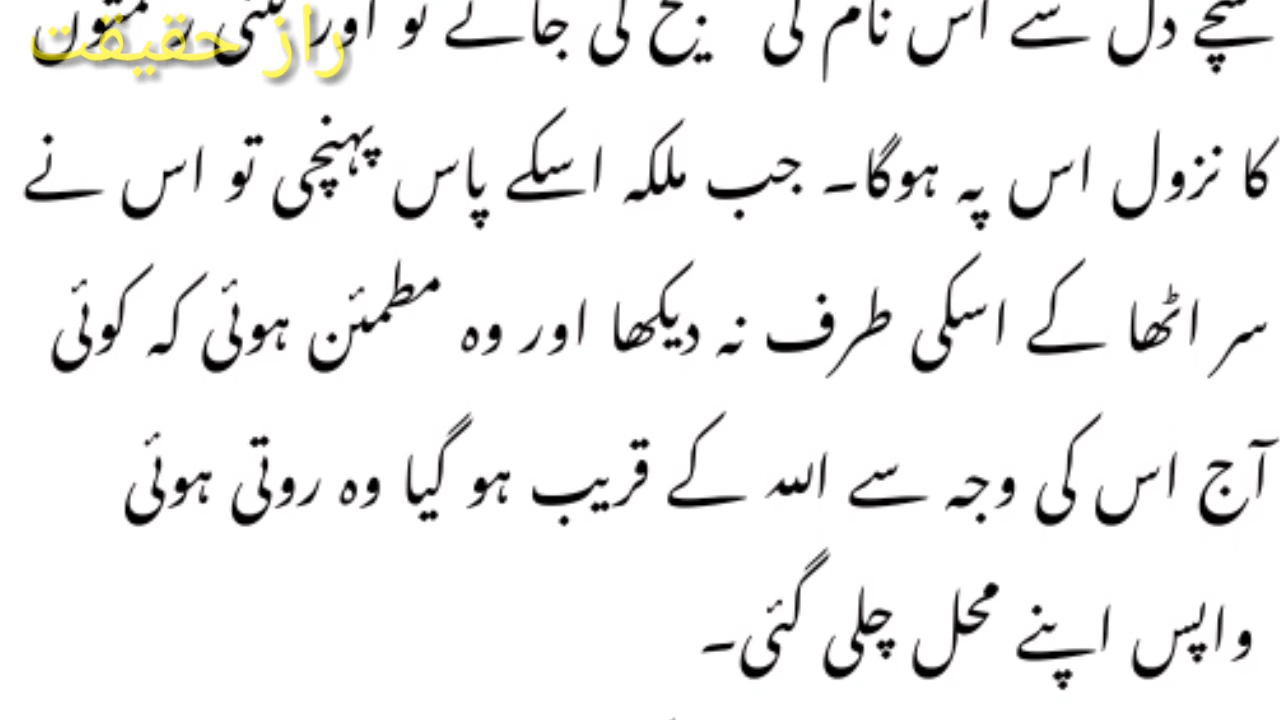 سچے دل سے اس نام کی تسبیح کی جائے تو اور
راز حقیقت
کا نزول اس پہ ہوگا۔ جب ملکہ اسکے پاس پہنچی تو اس نے
سر اٹھا کے اسکی طرف نہ دیکھا اور وہ مطمئن ہوئی کہ کوئی
آج اس کی وجہ سے اللہ کے قریب ہو گیا وہ روتی ہوئی
واپس اپنے محل چلی گئی۔